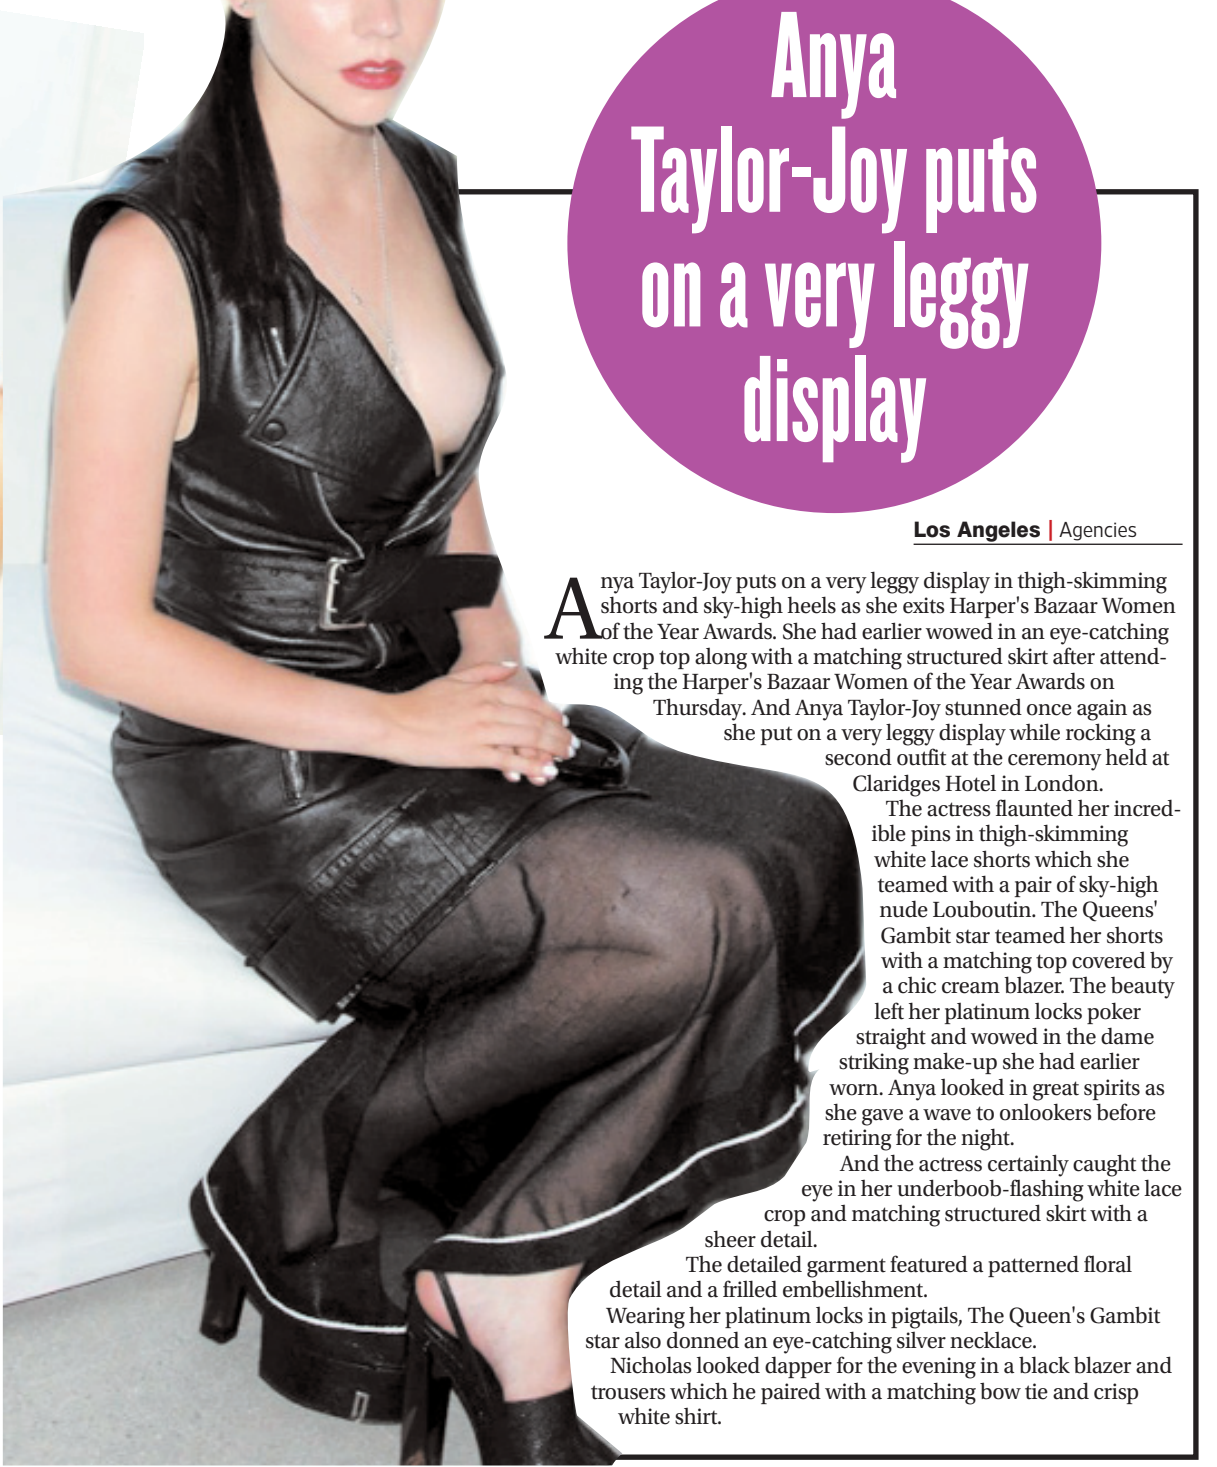 Anya
Taylor-Joy puts
on a very leggy
display
Los Angeles | Agencies
Anya Taylor-Joy puts on a very leggy display in thigh-skimming
shorts and sky-high heels as she exits Harper's Bazaar Women
of the Year Awards. She had earlier wowed in an eye-catching
white crop top along with a matching structured skirt after attend-
ing the Harper's Bazaar Women of the Year Awards on
Thursday. And Anya Taylor-Joy stunned once again as
she put on a very leggy display while rocking a
second outfit at the ceremony held at
Claridges Hotel in London.
The actress flaunted her incred-
ible pins in thigh-skimming
white lace shorts which she
teamed with a pair of sky-high
nude Louboutin. The Queens'
Gambit star teamed her shorts
with a matching top covered by
a chic cream blazer. The beauty
left her platinum locks poker
straight and wowed in the dame
striking make-up she had earlier
worn. Anya looked in great spirits as
she gave a wave to onlookers before
retiring for the night.
And the actress certainly caught the
eye in her underboob-flashing white lace
crop and matching structured skirt with a
sheer detail.
The detailed garment featured a patterned floral
detail and a frilled embellishment.
Wearing her platinum locks in pigtails, The Queen's Gambit
star also donned an eye-catching silver necklace.
Nicholas looked dapper for the evening in a black blazer and
trousers which he paired with a matching bow tie and crisp
white shirt.